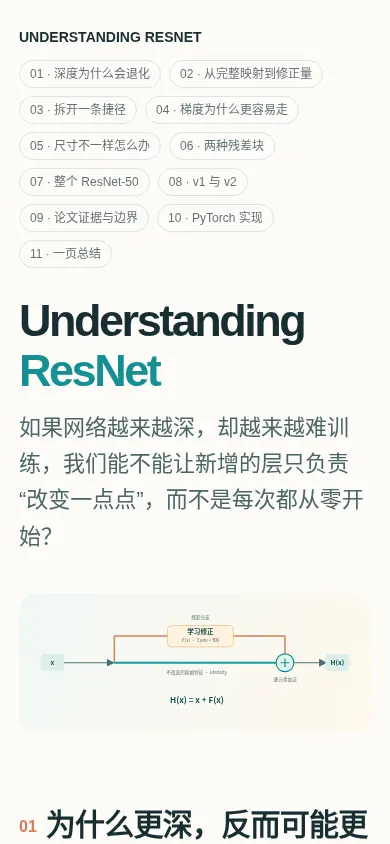 UNDERSTANDING RESNET
01 · 深度为什么会退化
02 · 从完整映射到修正量
03 · 拆开一条捷径
04 · 梯度为什么更容易走
05 · 尺寸不一样怎么办
06 · 两种残差块
07 · 整个 ResNet-50
08 · v1 与 v2
09 · 论文证据与边界
10 · PyTorch 实现
11 · 一页总结
Understanding
ResNet
如果网络越来越深，却越来越难训
练，我们能不能让新增的层只负责
“改变一点点”，而不是每次都从零开
始？
残差分支
学习修正
F(x) · Conv + BN
x
H(x)
不改变的原始特征 · identity
逐元素加法
H(x) = x + F(x)
01 为什么更深，反而可能更